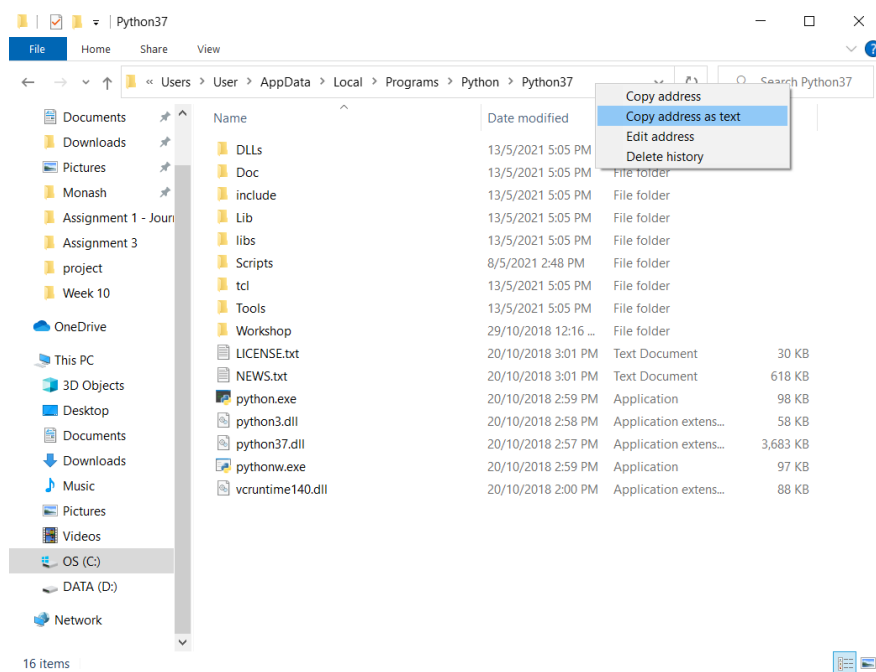 Python37
File Home Share View
« Users > User > AppData > Local > Programs > Python > Python37
Search Python37
Copy address
Copy address as text
Edit address
Delete history
Documents
Downloads
Pictures
Monash
Assignment 1 - Jour
Assignment 3
project
Week 10
OneDrive
This PC
3D Objects
Desktop
Documents
Downloads
Music
Pictures
Videos
OS (C:)
DATA (D:)
Network
Name Date modified
DLLs 13/5/2021 5:05 PM
Doc 13/5/2021 5:05 PM File folder
include 13/5/2021 5:05 PM File folder
Lib 13/5/2021 5:05 PM File folder
libs 13/5/2021 5:05 PM File folder
Scripts 8/5/2021 2:48 PM File folder
tcl 13/5/2021 5:05 PM File folder
Tools 13/5/2021 5:05 PM File folder
Workshop 29/10/2018 12:16 ... File folder
LICENSE.txt 20/10/2018 3:01 PM Text Document 30 KB
NEWS.txt 20/10/2018 3:01 PM Text Document 618 KB
python.exe 20/10/2018 2:59 PM Application 98 KB
python3.dll 20/10/2018 2:58 PM Application extens... 58 KB
python37.dll 20/10/2018 2:57 PM Application extens... 3,683 KB
pythonw.exe 20/10/2018 2:59 PM Application 97 KB
vcruntime140.dll 20/10/2018 2:00 PM Application extens... 88 KB
16 items